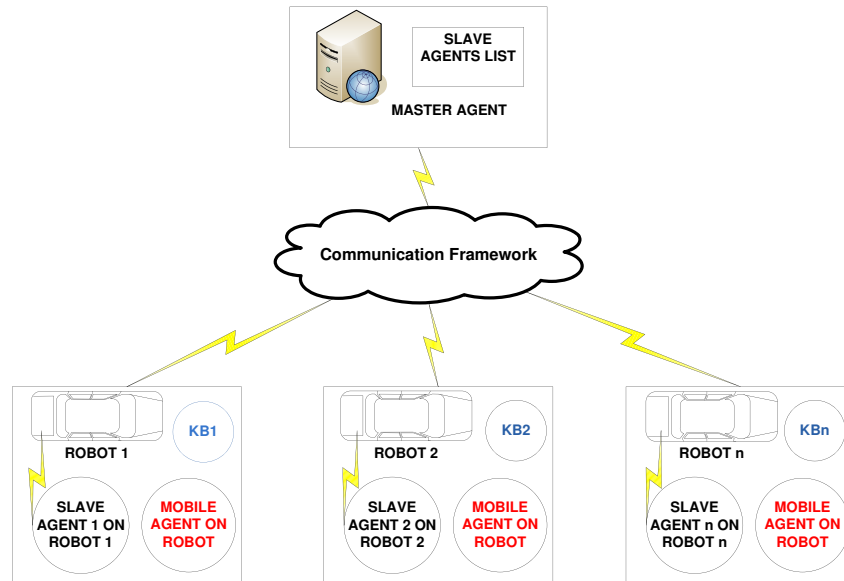 SLAVE
AGENTS LIST
MASTER AGENT
Communication Framework
KB1
ROBOT 1
SLAVE
AGENT 1 ON
ROBOT 1
MOBILE
AGENT ON
ROBOT
KB2
ROBOT 2
SLAVE
AGENT 2 ON
ROBOT 2
MOBILE
AGENT ON
ROBOT
KBn
ROBOT n
SLAVE
AGENT n ON
ROBOT n
MOBILE
AGENT ON
ROBOT